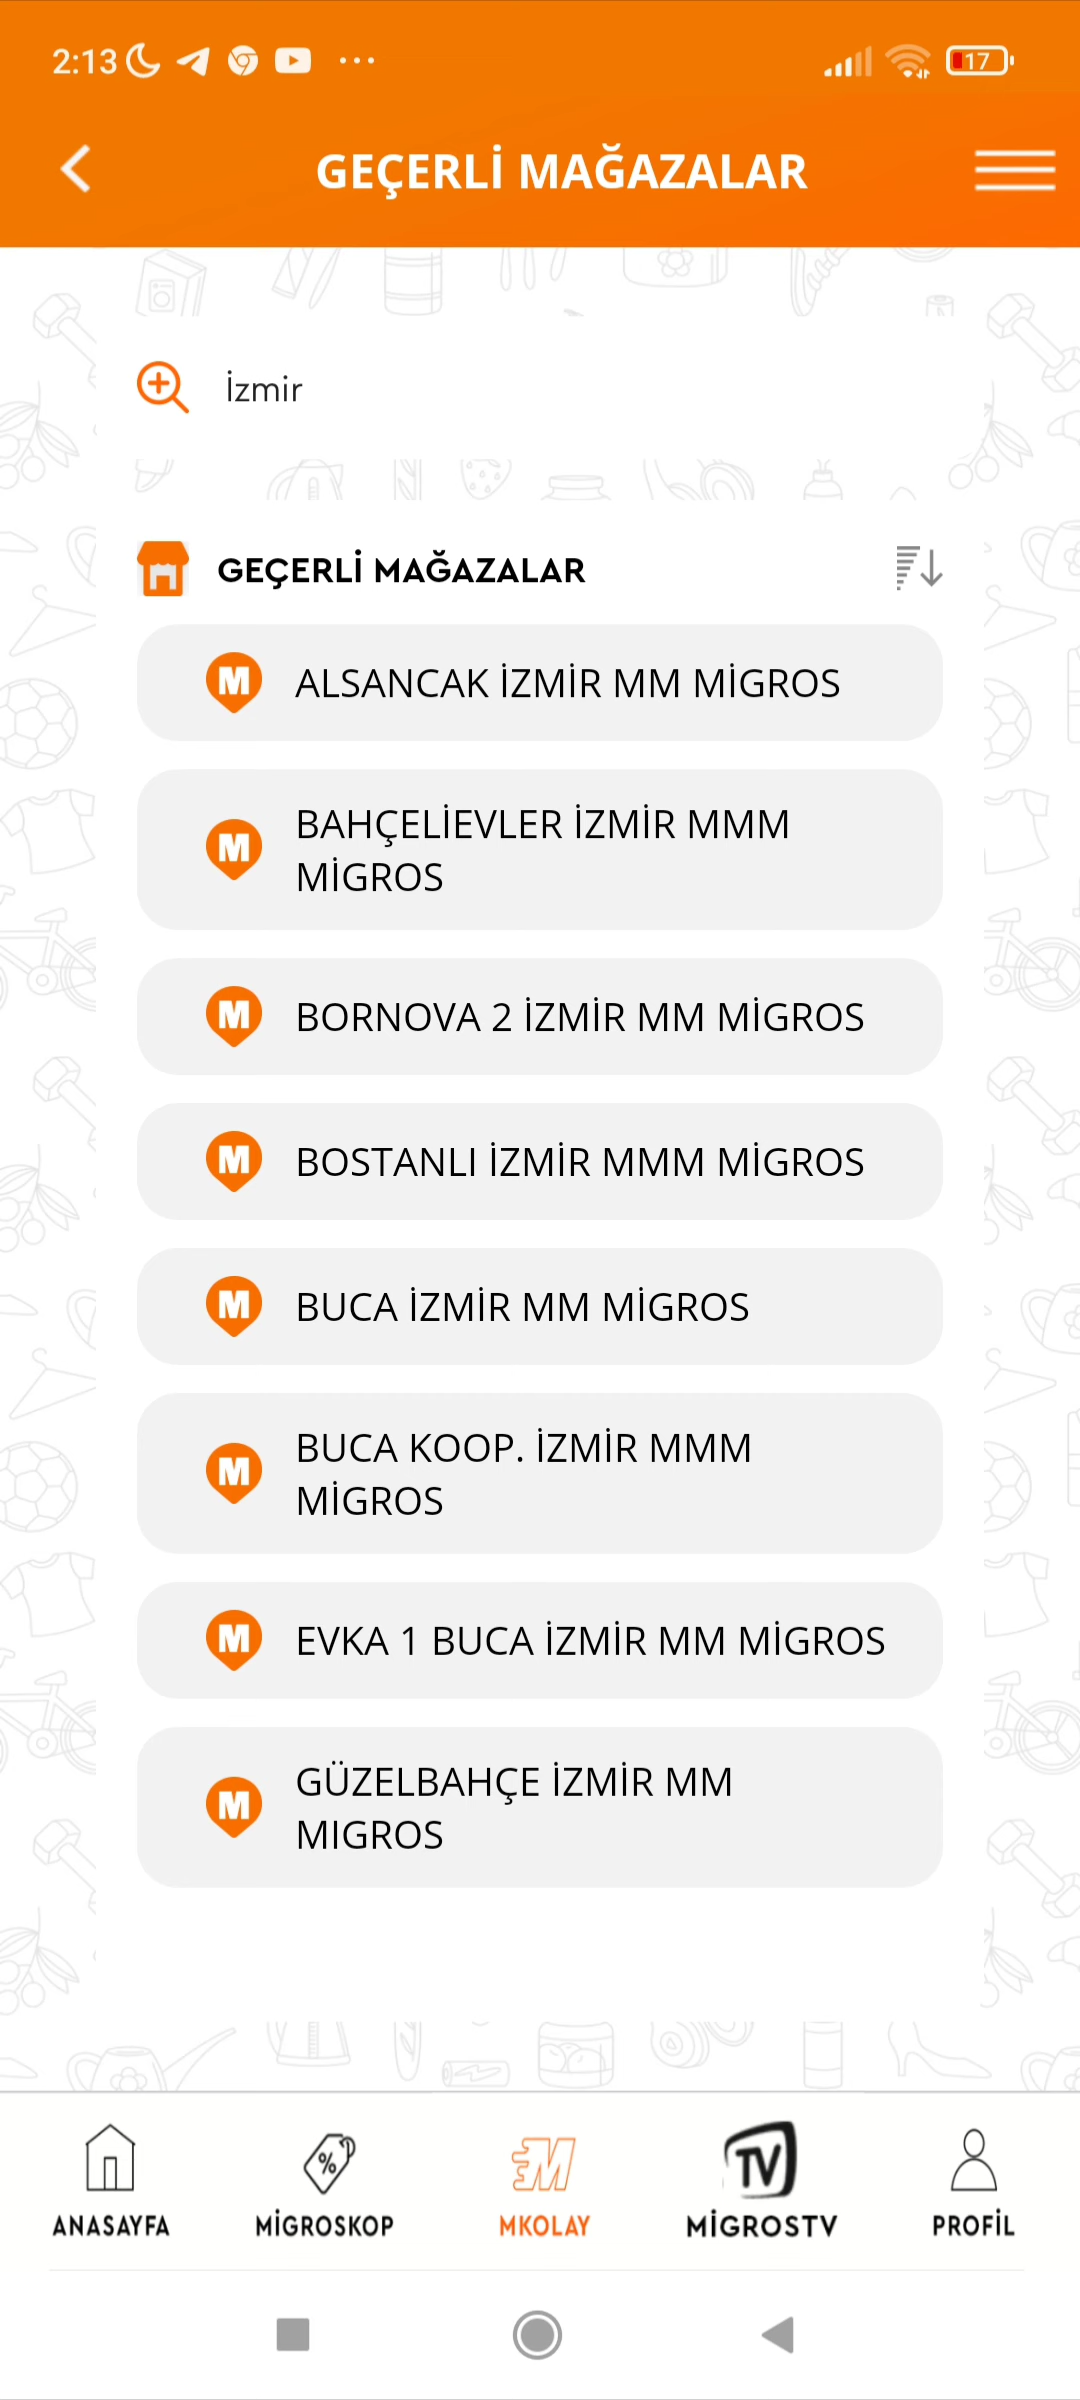 2:13
17
GEÇERLİ MAĞAZALAR
İzmir
GEÇERLİ MAĞAZALAR
M ALSANCAK İZMİR MM MİGROS
M BAHÇELİEVLER İZMİR MMM
MİGROS
M BORNOVA 2 İZMİR MM MİGROS
M BOSTANLI İZMİR MMM MİGROS
M BUCA İZMİR MM MİGROS
M BUCA KOOP. İZMİR MMM
MİGROS
M EVKA 1 BUCA İZMİR MM MİGROS
M GÜZELBAHÇE İZMİR MM
MIGROS
% M TV
ANASAYFA MİGROSKOP MKOLAY MİGROSTV PROFİL